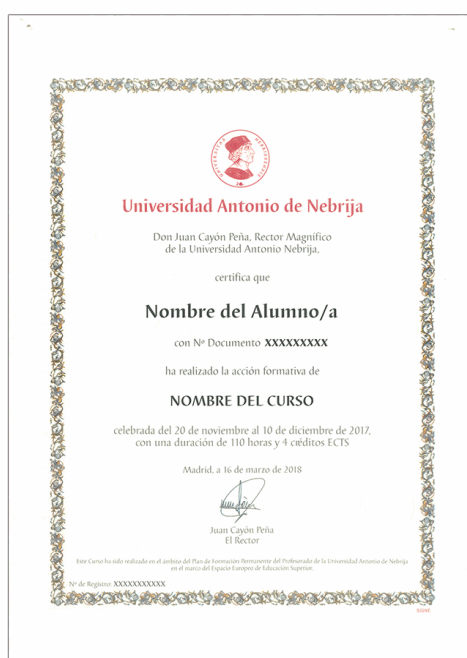 UNIVERSITAS NEBRISSENSIS
Universidad Antonio de Nebrija
Don Juan Cayón Peña, Rector Magnífico
de la Universidad Antonio Nebrija,
certifica que
Nombre del Alumno/a
con Nº Documento XXXXXXXXX
ha realizado la acción formativa de
NOMBRE DEL CURSO
celebrada del 20 de noviembre al 10 de diciembre de 2017,
con una duración de 110 horas y 4 créditos ECTS
Madrid, a 16 de marzo de 2018
Juan Cayón Peña
El Rector
Este Curso ha sido realizado en el ámbito del Plan de Formación Permanente del Profesorado de la Universidad Antonio de Nebrija
en el marco del Espacio Europeo de Educación Superior.
Nº de Registro: XXXXXXXXXXX
SIGNE